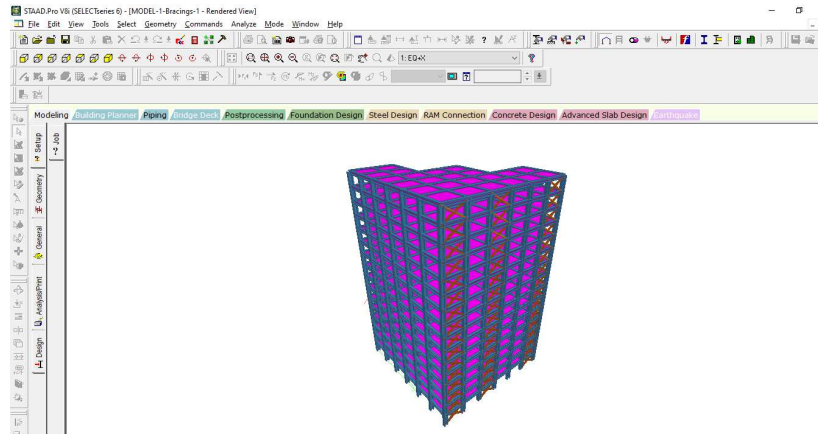 STAAD.Pro V8i (SELECTseries 6) - [MODEL-1-Bracings-1 - Rendered View]
File Edit View Tools Select Geometry Commands Analyze Mode Window Help
1: EQ+X
Modeling Building Planner Piping Bridge Deck Postprocessing Foundation Design Steel Design RAM Connection Concrete Design Advanced Slab Design Earthquake
Setup
Job
Geometry
General
Analysis/Print
Design